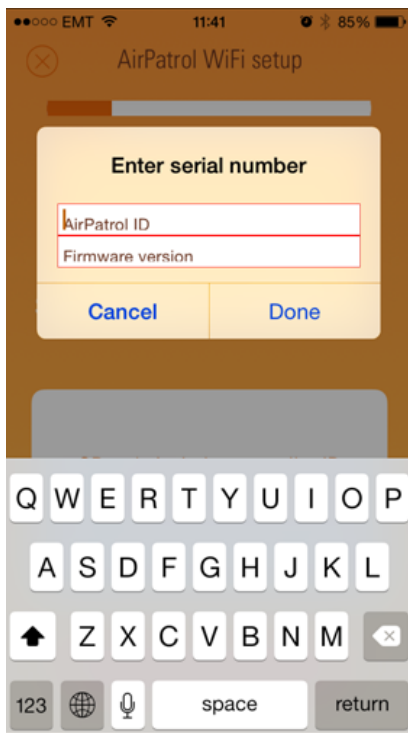 EMT 11:41 85%
AirPatrol WiFi setup
Enter serial number
AirPatrol ID
Firmware version
Cancel Done
Q W E R T Y U I O P
A S D F G H J K L
Z X C V B N M
123 space return